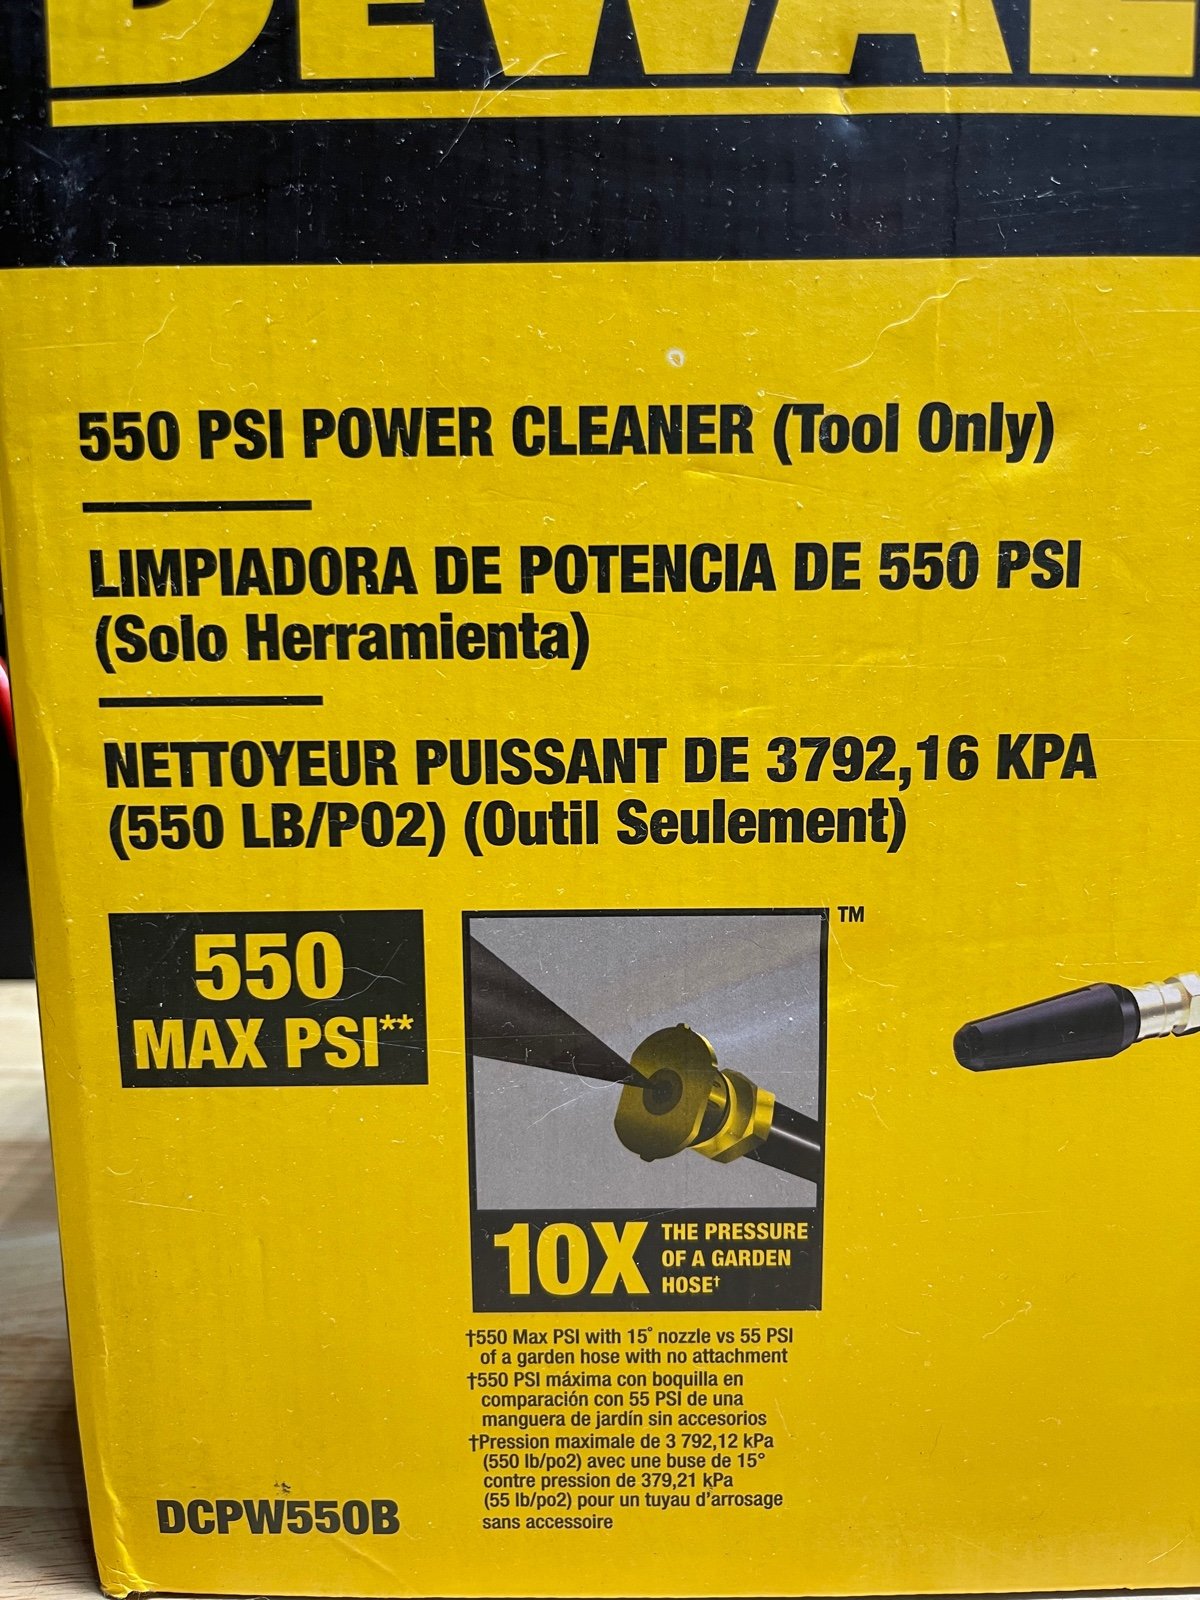 DEWAL
550 PSI POWER CLEANER (Tool Only)
LIMPIADORA DE POTENCIA DE 550 PSI
(Solo Herramienta)
NETTOYEUR PUISSANT DE 3792,16 KPA
(550 LB/PO2) (Outil Seulement)
550
MAX PSI**
TM
10X
THE PRESSURE
OF A GARDEN
HOSE†
†550 Max PSI with 15° nozzle vs 55 PSI
of a garden hose with no attachment
†550 PSI máxima con boquilla en
comparación con 55 PSI de una
manguera de jardín sin accesorios
†Pression maximale de 3 792,12 kPa
(550 lb/po2) avec une buse de 15°
contre pression de 379,21 kPa
(55 lb/po2) pour un tuyau d'arrosage
sans accessoire
DCPW550B